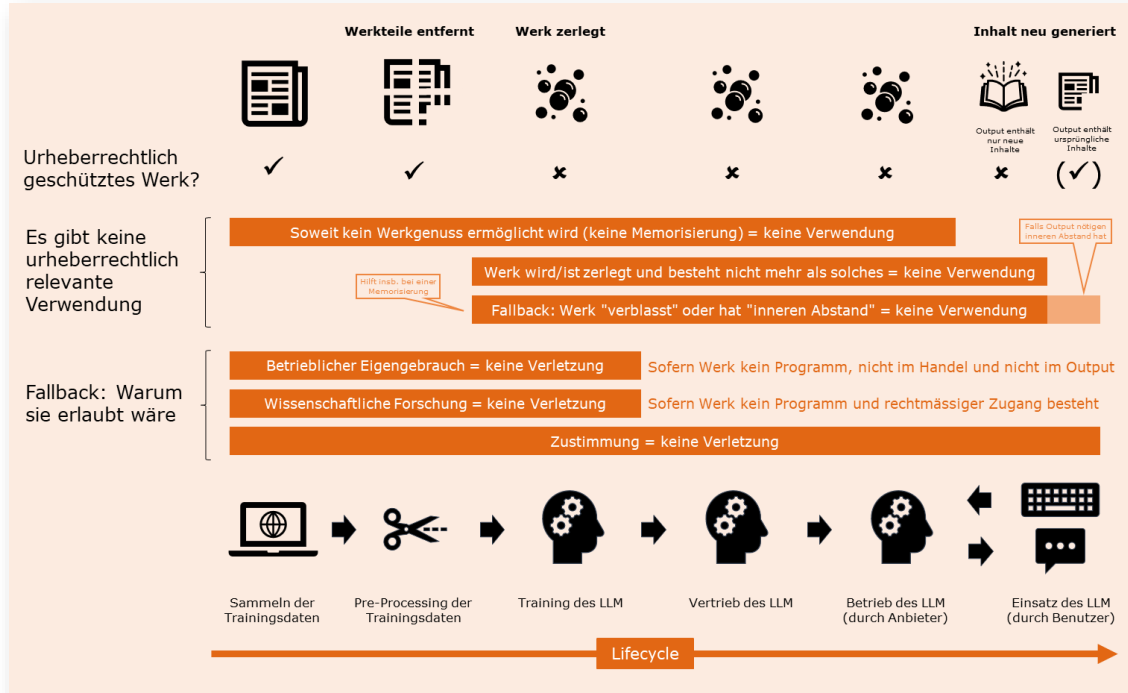 Werkteile entfernt
Werk zerlegt
Inhalt neu generiert
Output enthält
nur neue
Inhalte
Output enthält
ursprüngliche
Inhalte
Urheberrechtlich
geschütztes Werk?
(✓)
Es gibt keine
urheberrechtlich
relevante
Verwendung
Soweit kein Werkgenuss ermöglicht wird (keine Memorisierung) = keine Verwendung
Falls Output nötigen
inneren Abstand hat
Werk wird/ist zerlegt und besteht nicht mehr als solches = keine Verwendung
Hilft insb. bei einer
Memorisierung
Fallback: Werk "verblasst" oder hat "Inneren Abstand" = keine Verwendung
Fallback: Warum
sie erlaubt wäre
Betrieblicher Eigengebrauch = keine Verletzung
Sofern Werk kein Programm, nicht im Handel und nicht im Output
Wissenschaftliche Forschung = keine Verletzung
Sofern Werk kein Programm und rechtmässiger Zugang besteht
Zustimmung = keine Verletzung
Sammeln der
Trainingsdaten
Pre-Processing der
Trainingsdaten
Training des LLM
Vertrieb des LLM
Betrieb des LLM
(durch Anbieter)
Einsatz des LLM
(durch Benutzer)
Lifecycle